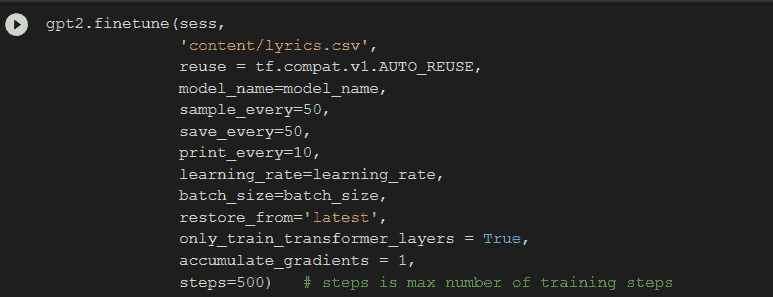 gpt2.finetune(sess,
'content/lyrics.csv',
reuse = tf.compat.v1.AUTO_REUSE,
model_name=model_name,
sample_every=50,
save_every=50,
print_every=10,
learning_rate=learning_rate,
batch_size=batch_size,
restore_from='latest',
only_train_transformer_layers = True,
accumulate_gradients = 1,
steps=500)   # steps is max number of training steps